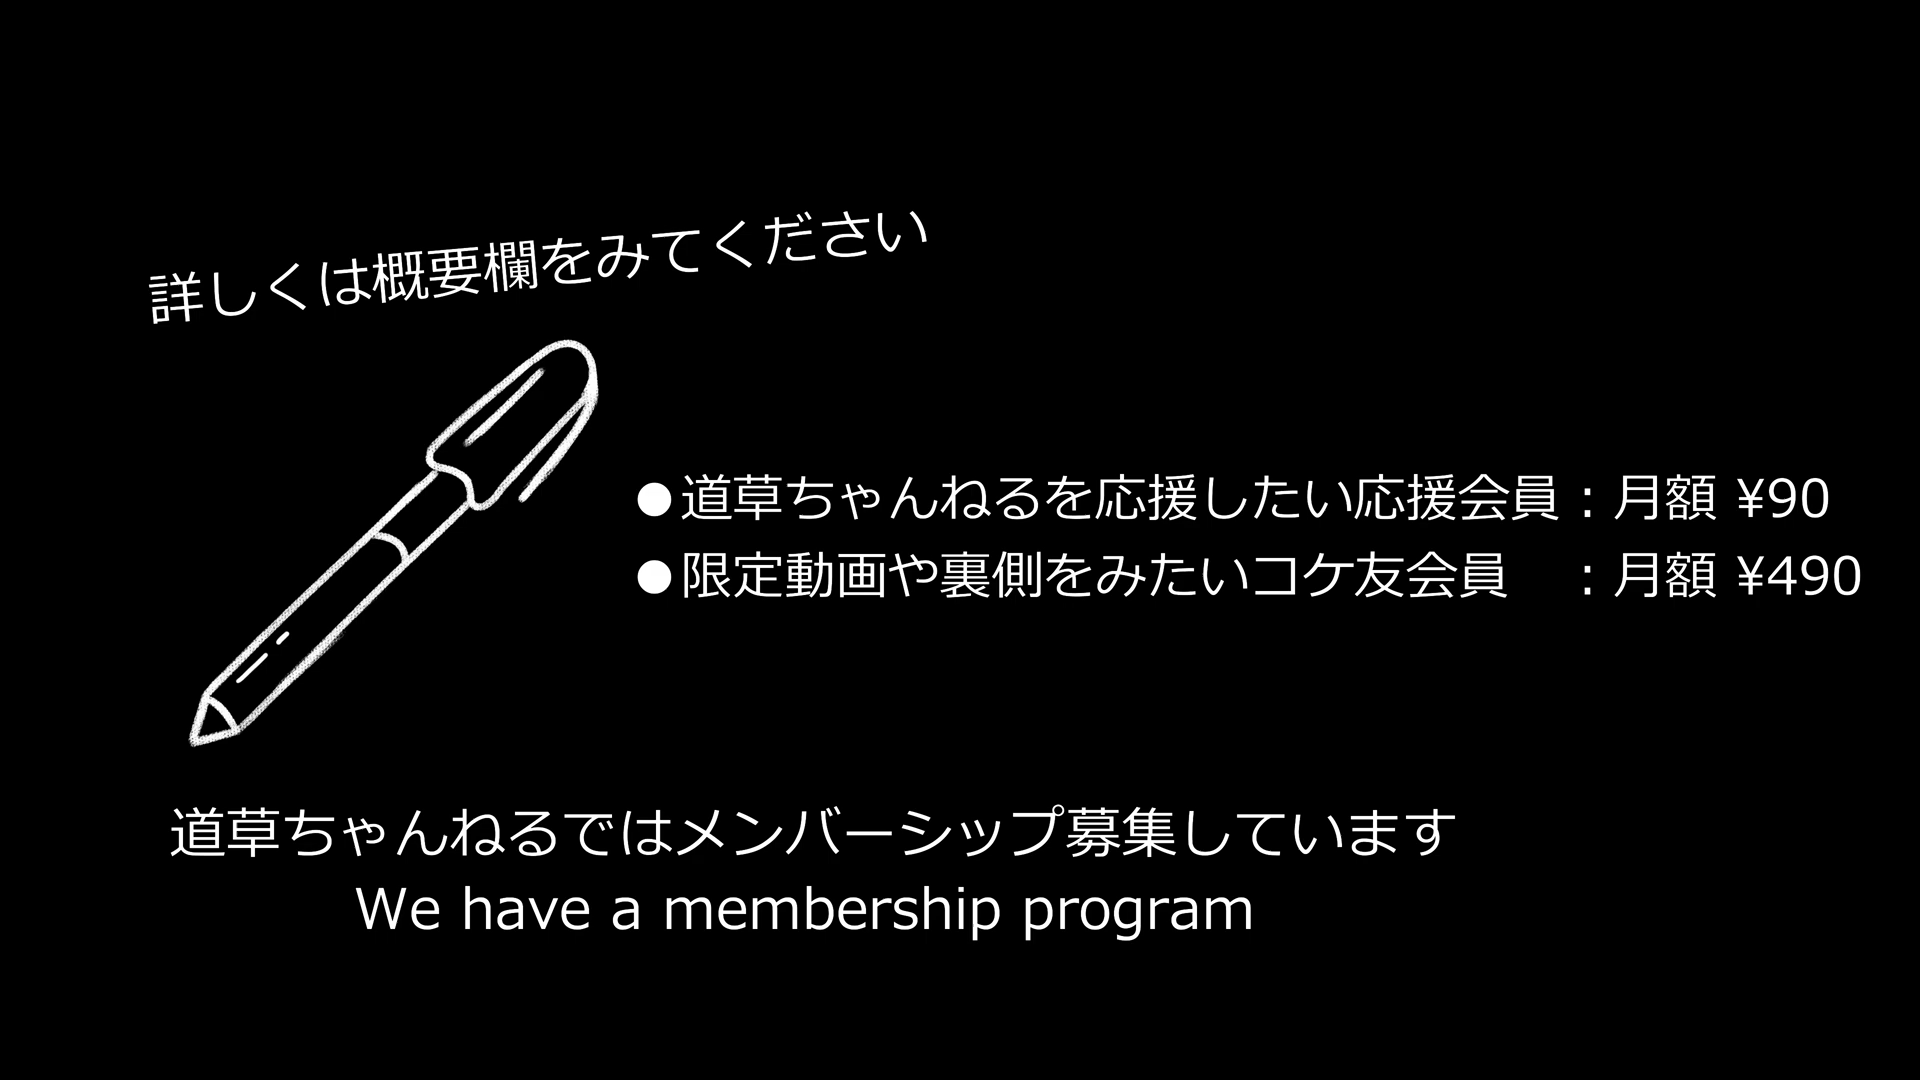 詳しくは概要欄をみてください
●道草ちゃんねるを応援したい応援会員：月額 ¥90
●限定動画や裏側をみたいコケ友会員　：月額 ¥490
道草ちゃんねるではメンバーシップ募集しています
We have a membership program